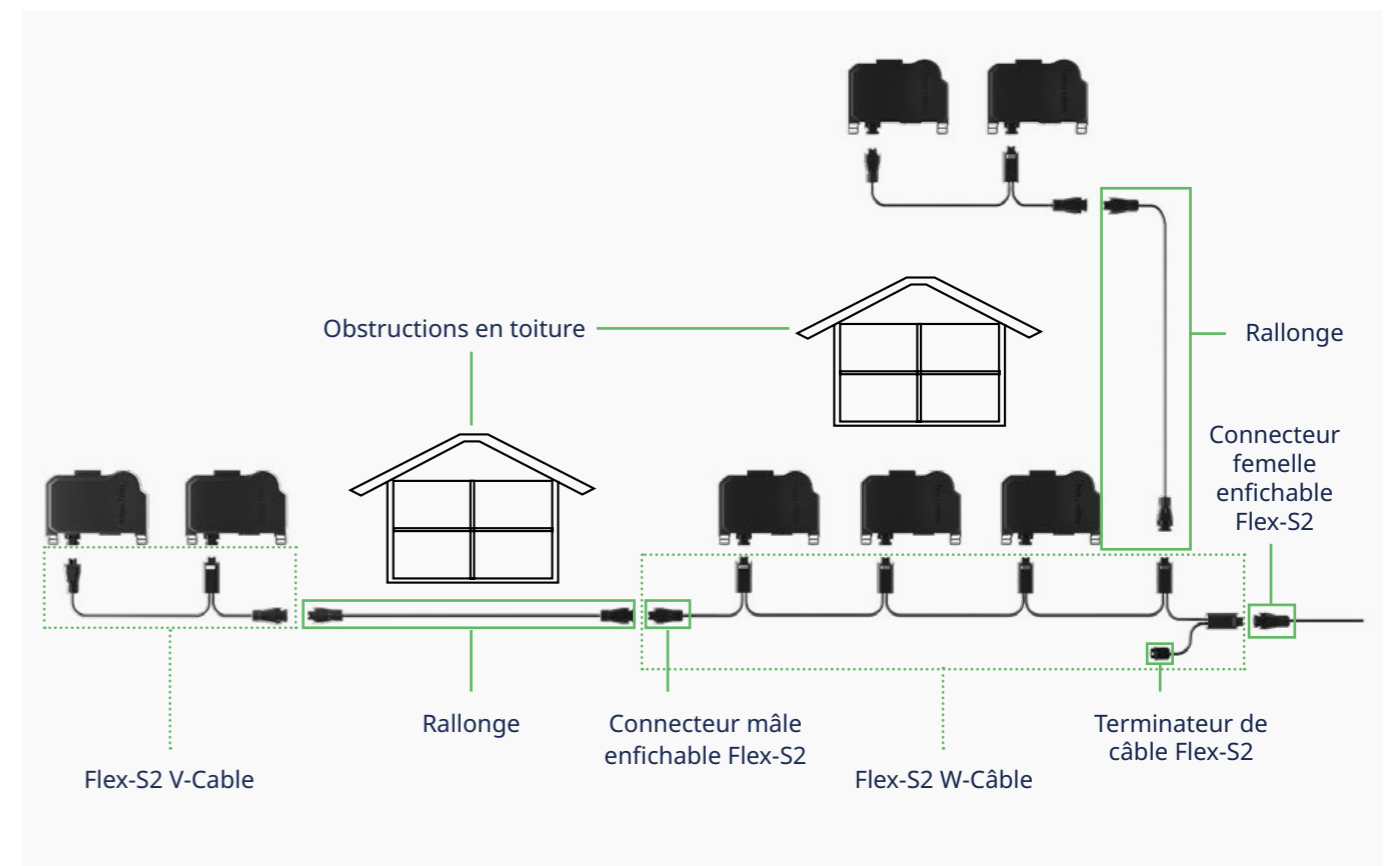 Obstructions en toiture
Rallonge
Connecteur
femelle
enfichable
Flex-S2
Rallonge
Connecteur mâle
enfichable Flex-S2
Terminateur de
câble Flex-S2
Flex-S2 V-Cable
Flex-S2 W-Câble